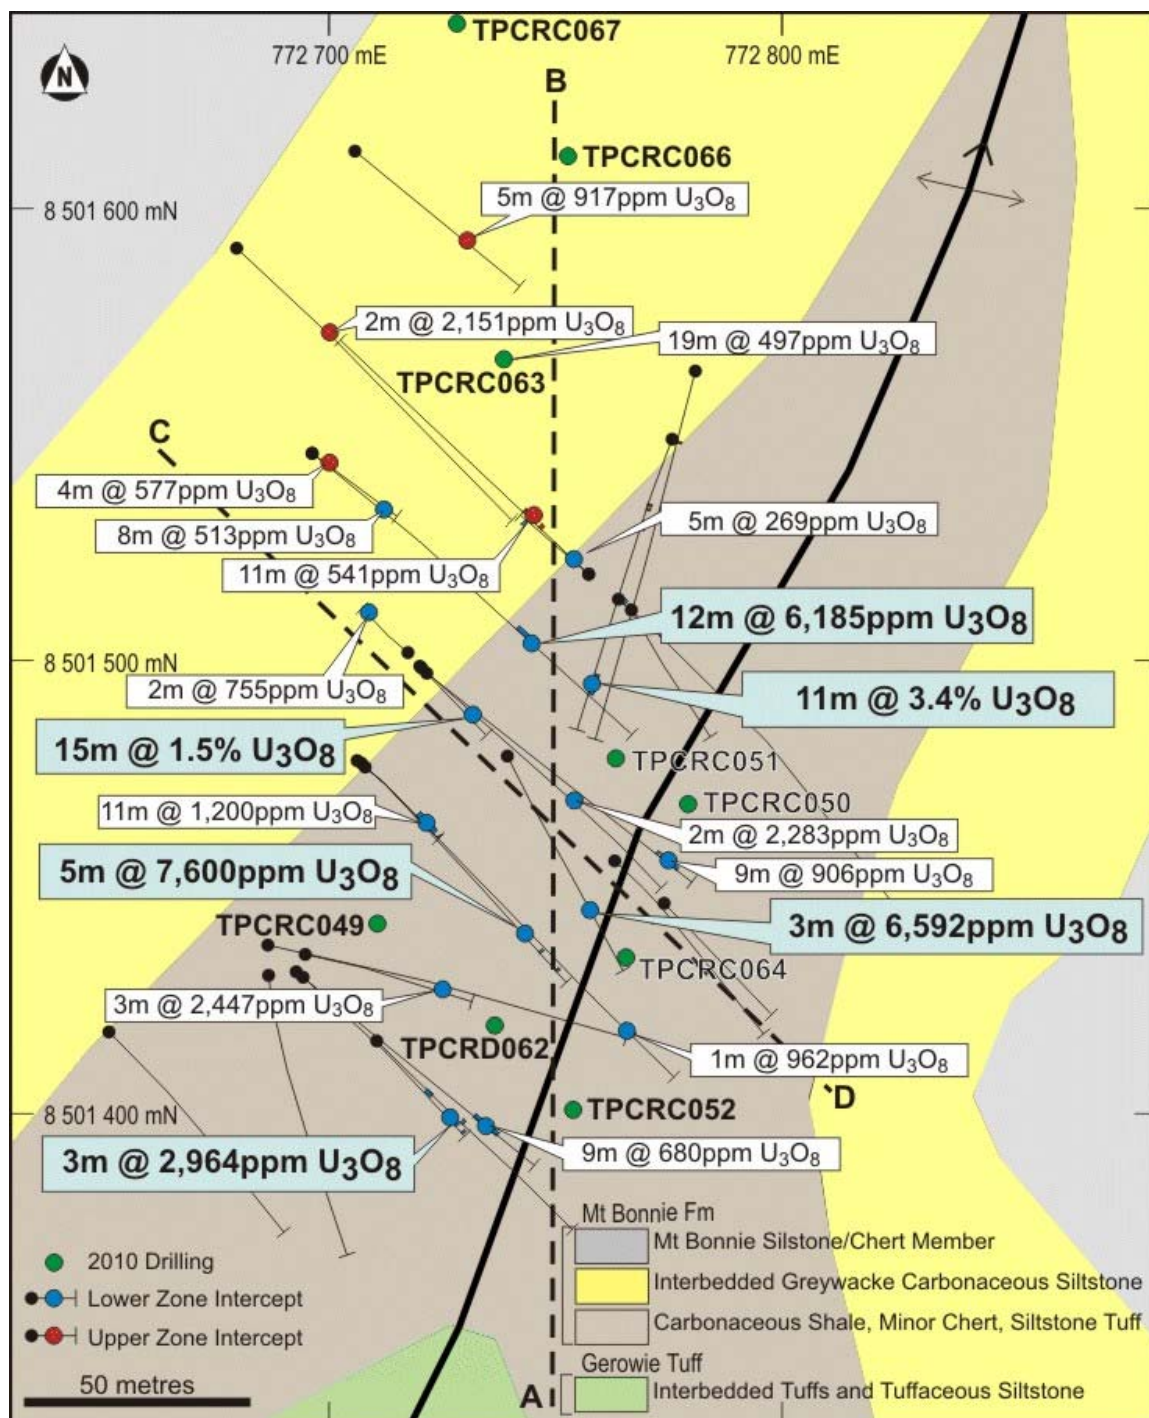 TPCRC067
772 700 mE
772 800 mE
N
B
TPCRC066
5m @ 917ppm U₃O₈
8 501 600 mN
2m @ 2,151ppm U₃O₈
19m @ 497ppm U₃O₈
TPCRC063
C
4m @ 577ppm U₃O₈
8m @ 513ppm U₃O₈
5m @ 269ppm U₃O₈
11m @ 541ppm U₃O₈
12m @ 6,185ppm U₃O₈
8 501 500 mN
2m @ 755ppm U₃O₈
11m @ 3.4% U₃O₈
15m @ 1.5% U₃O₈
TPCRC051
TPCRC050
11m @ 1,200ppm U₃O₈
2m @ 2,283ppm U₃O₈
9m @ 906ppm U₃O₈
5m @ 7,600ppm U₃O₈
TPCRC049
3m @ 6,592ppm U₃O₈
TPCRC064
3m @ 2,447ppm U₃O₈
TPCRD062
1m @ 962ppm U₃O₈
D
8 501 400 mN
TPCRC052
3m @ 2,964ppm U₃O₈
9m @ 680ppm U₃O₈
Mt Bonnie Fm
Mt Bonnie Silstone/Chert Member
2010 Drilling
Interbedded Greywacke Carbonaceous Siltstone
Lower Zone Intercept
Carbonaceous Shale, Minor Chert, Siltstone Tuff
Upper Zone Intercept
Gerowie Tuff
50 metres
A
Interbedded Tuffs and Tuffaceous Siltstone